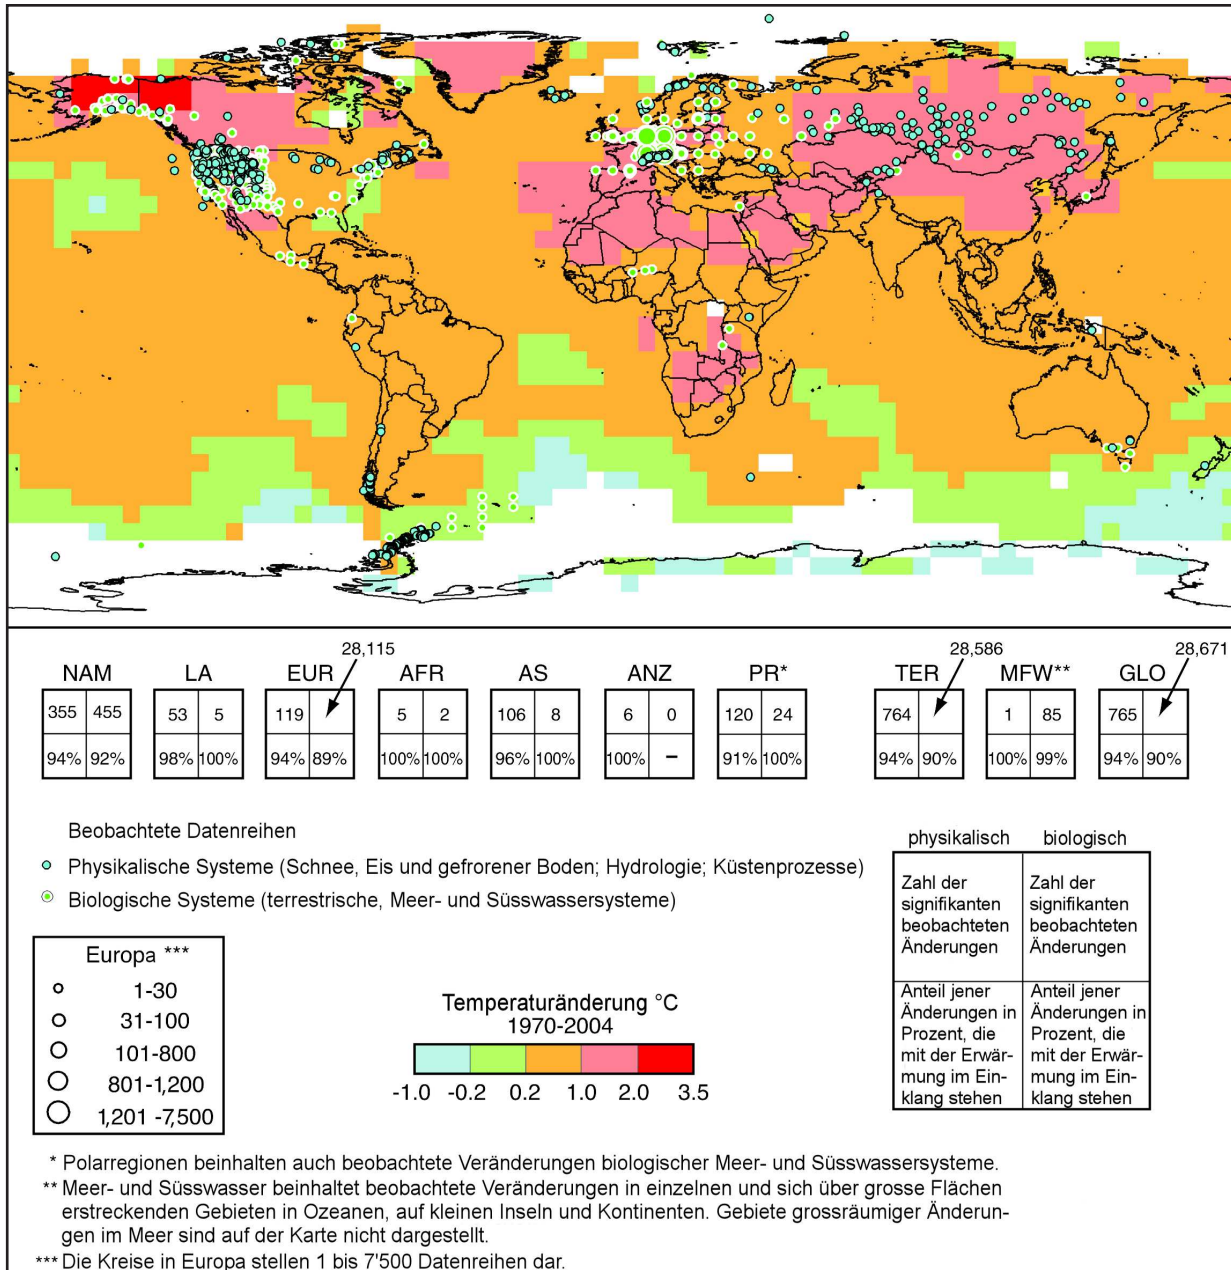 28,115
28,586
28,671
NAM LA EUR AFR AS ANZ PR* TER MFW** GLO
355 455 53 5 119 5 2 106 8 6 0 120 24 764 1 85 765
94% 92% 98% 100% 94% 89% 100% 100% 96% 100% 100% – 91% 100% 94% 90% 100% 99% 94% 90%
Beobachtete Datenreihen
Physikalische Systeme (Schnee, Eis und gefrorener Boden; Hydrologie; Küstenprozesse)
Biologische Systeme (terrestrische, Meer- und Süsswassersysteme)
physikalisch biologisch
Zahl der
signifikanten
beobachteten
Änderungen
Zahl der
signifikanten
beobachteten
Änderungen
Anteil jener
Änderungen in
Prozent, die
mit der Erwär-
mung im Ein-
klang stehen
Anteil jener
Änderungen in
Prozent, die
mit der Erwär-
mung im Ein-
klang stehen
Europa ***
1-30
31-100
101-800
801-1,200
1,201 -7,500
Temperaturänderung °C
1970-2004
-1.0 -0.2 0.2 1.0 2.0 3.5
* Polarregionen beinhalten auch beobachtete Veränderungen biologischer Meer- und Süsswassersysteme.
** Meer- und Süsswasser beinhaltet beobachtete Veränderungen in einzelnen und sich über grosse Flächen
erstreckenden Gebieten in Ozeanen, auf kleinen Inseln und Kontinenten. Gebiete grossräumiger Änderun-
gen im Meer sind auf der Karte nicht dargestellt.
*** Die Kreise in Europa stellen 1 bis 7'500 Datenreihen dar.